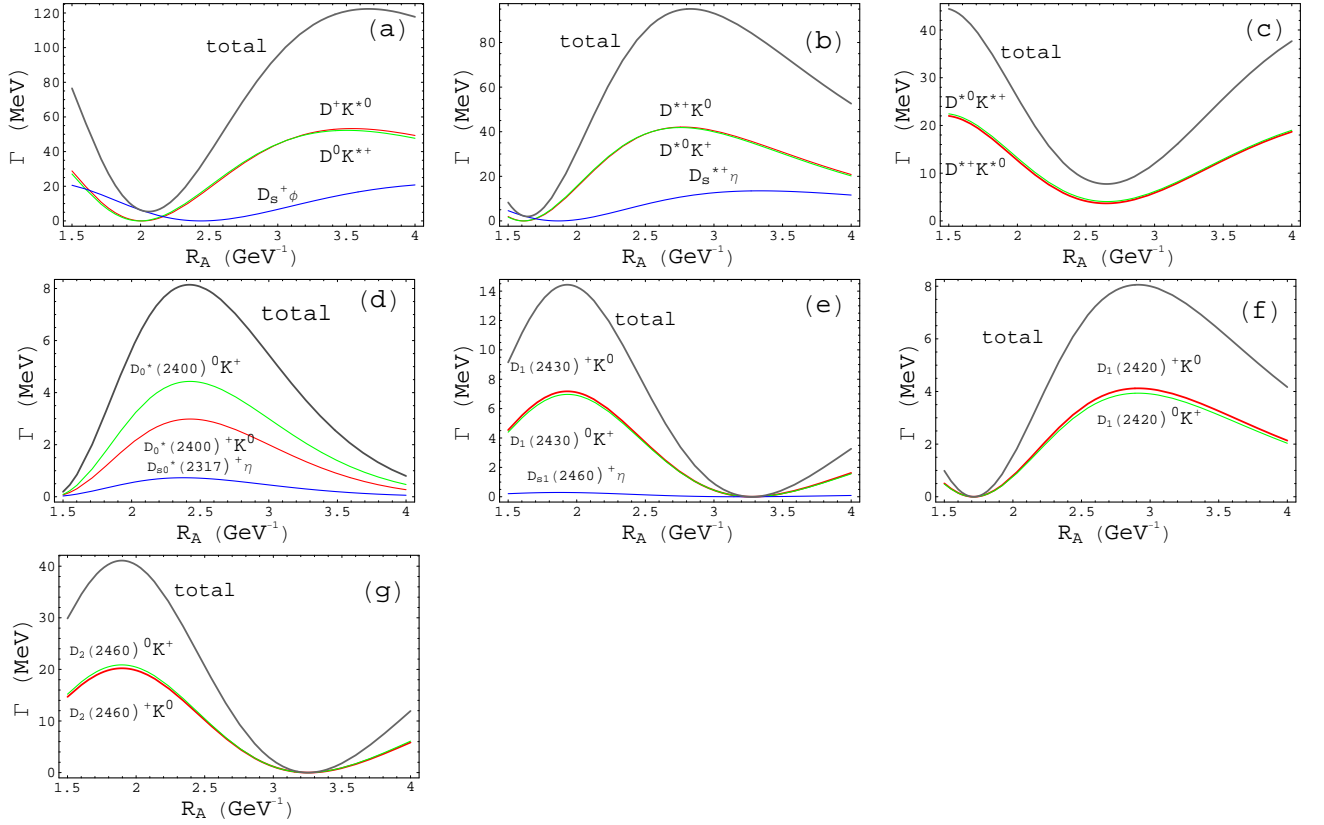 (a)
total
D⁺K*⁰
D⁰K*⁺
Dₛ⁺ϕ
Γ (MeV)
0
20
40
60
80
100
120
1.5
2
2.5
3
3.5
4
R_A (GeV⁻¹)
(b)
total
D*⁺K⁰
D*⁰K⁺
Dₛ*⁺η
Γ (MeV)
0
20
40
60
80
1.5
2
2.5
3
3.5
4
R_A (GeV⁻¹)
(c)
total
D*⁰K*⁺
D*⁺K*⁰
Γ (MeV)
0
10
20
30
40
1.5
2
2.5
3
3.5
4
R_A (GeV⁻¹)
(d)
total
D₀*(2400)⁰K⁺
D₀*(2400)⁺K⁰
Dₛ₀*(2317)⁺η
Γ (MeV)
0
2
4
6
8
1.5
2
2.5
3
3.5
4
R_A (GeV⁻¹)
(e)
total
D₁(2430)⁺K⁰
D₁(2430)⁰K⁺
Dₛ₁(2460)⁺η
Γ (MeV)
0
2
4
6
8
10
12
14
1.5
2
2.5
3
3.5
4
R_A (GeV⁻¹)
(f)
total
D₁(2420)⁺K⁰
D₁(2420)⁰K⁺
Γ (MeV)
0
2
4
6
8
1.5
2
2.5
3
3.5
4
R_A (GeV⁻¹)
(g)
total
D₂(2460)⁰K⁺
D₂(2460)⁺K⁰
Γ (MeV)
0
10
20
30
40
1.5
2
2.5
3
3.5
4
R_A (GeV⁻¹)